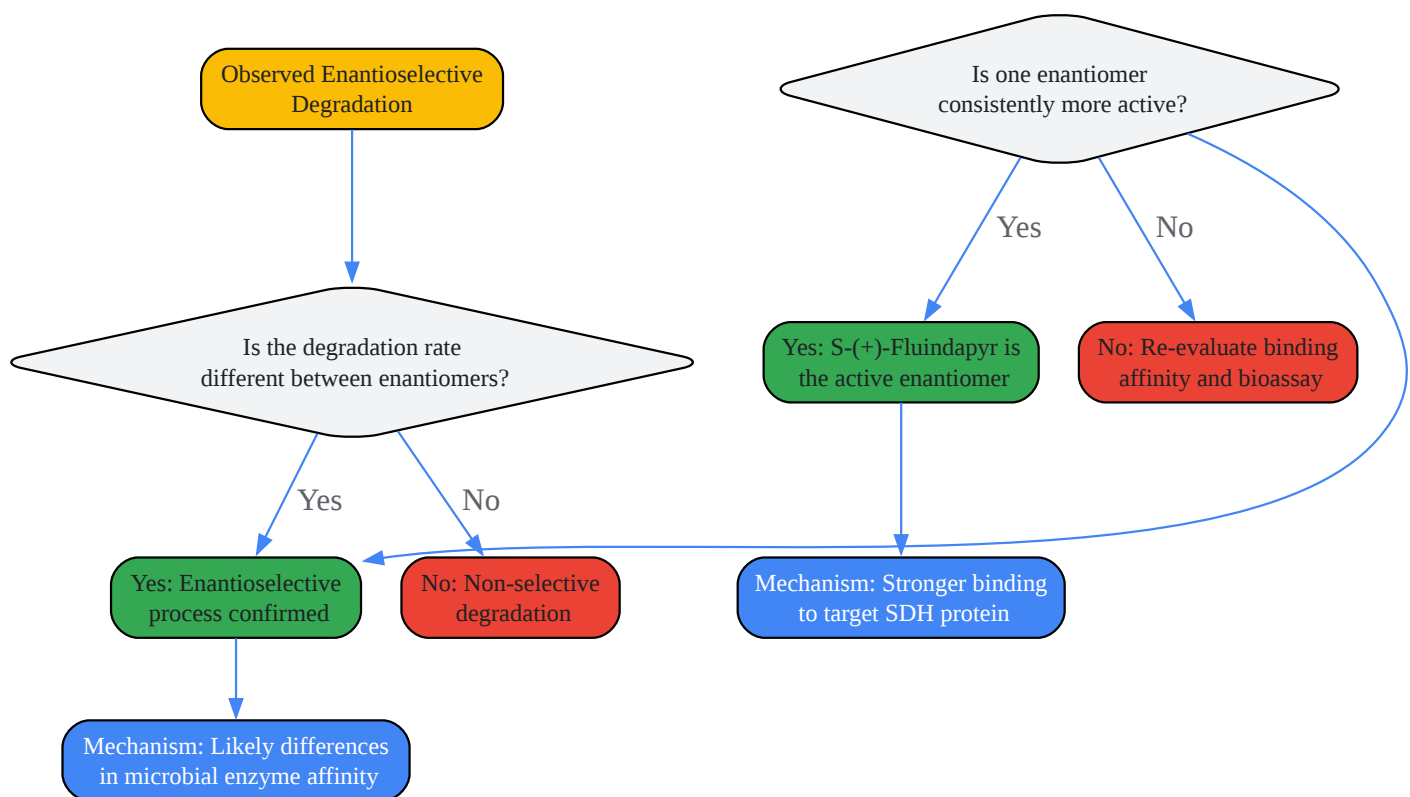 Observed Enantioselective
Degradation
Is one enantiomer
consistently more active?
Yes
No
Is the degradation rate
different between enantiomers?
Yes: S-(+)-Fluindapyr is
the active enantiomer
No: Re-evaluate binding
affinity and bioassay
Yes
No
Yes: Enantioselective
process confirmed
No: Non-selective
degradation
Mechanism: Stronger binding
to target SDH protein
Mechanism: Likely differences
in microbial enzyme affinity